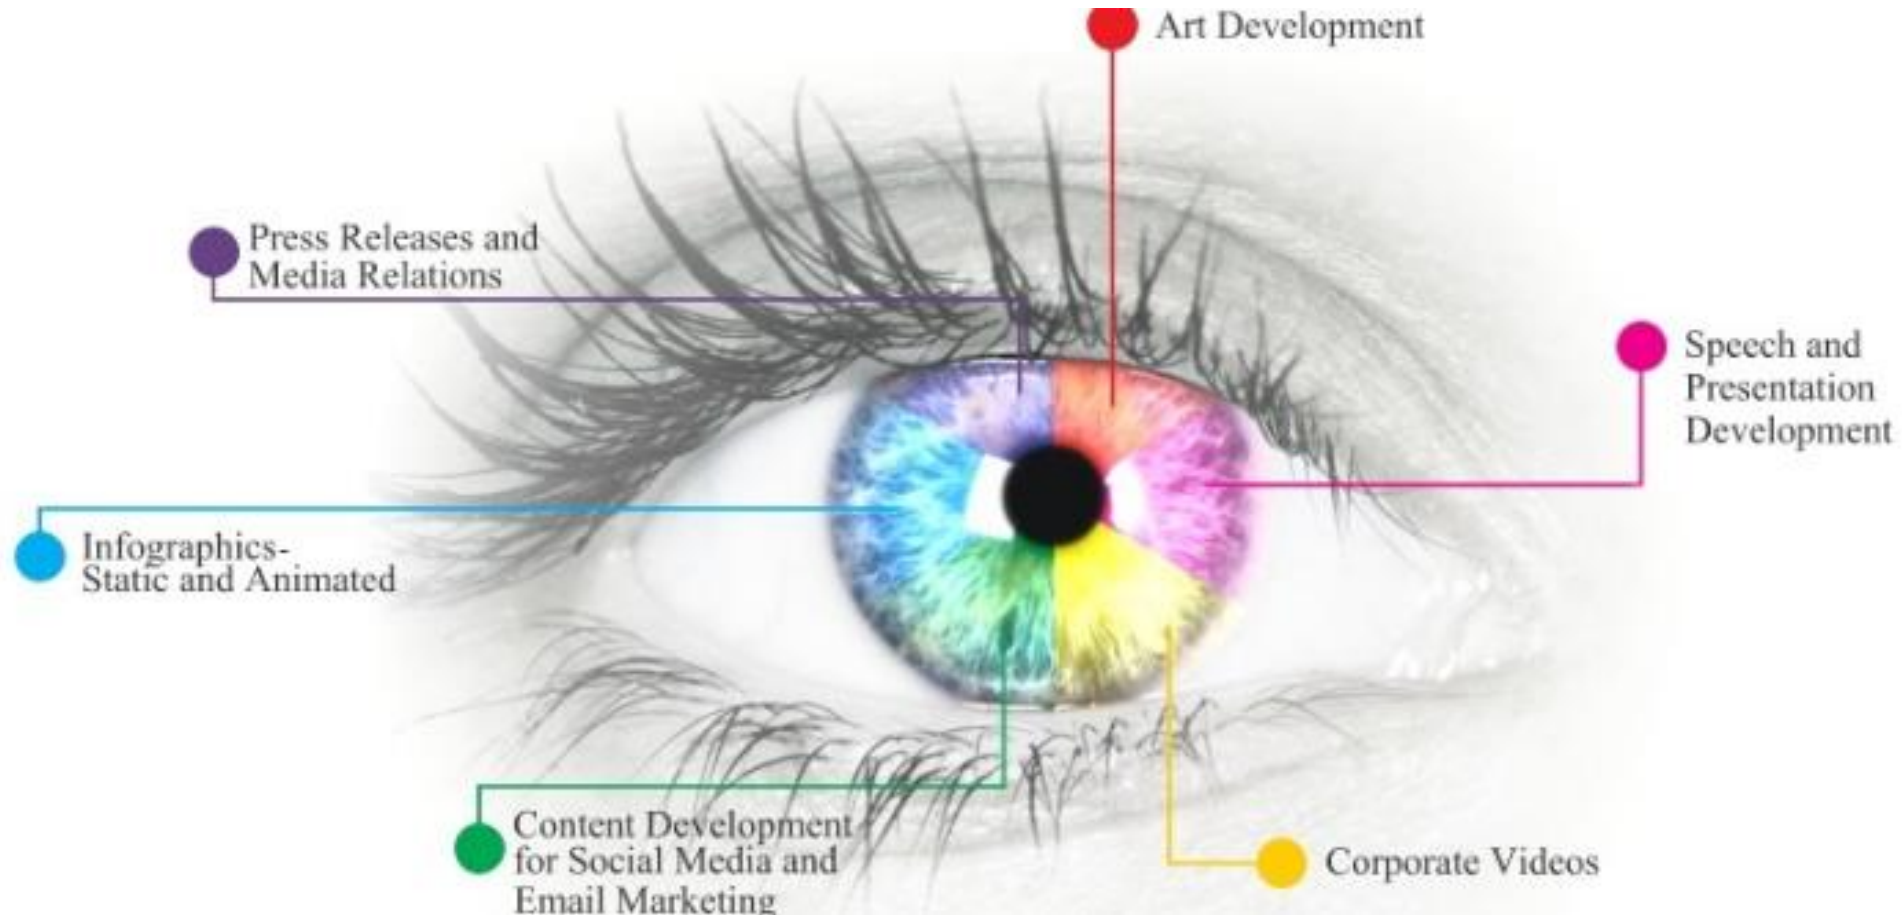 Art Development
Press Releases and
Media Relations
Speech and
Presentation
Development
Infographics-
Static and Animated
Content Development
for Social Media and
Email Marketing
Corporate Videos